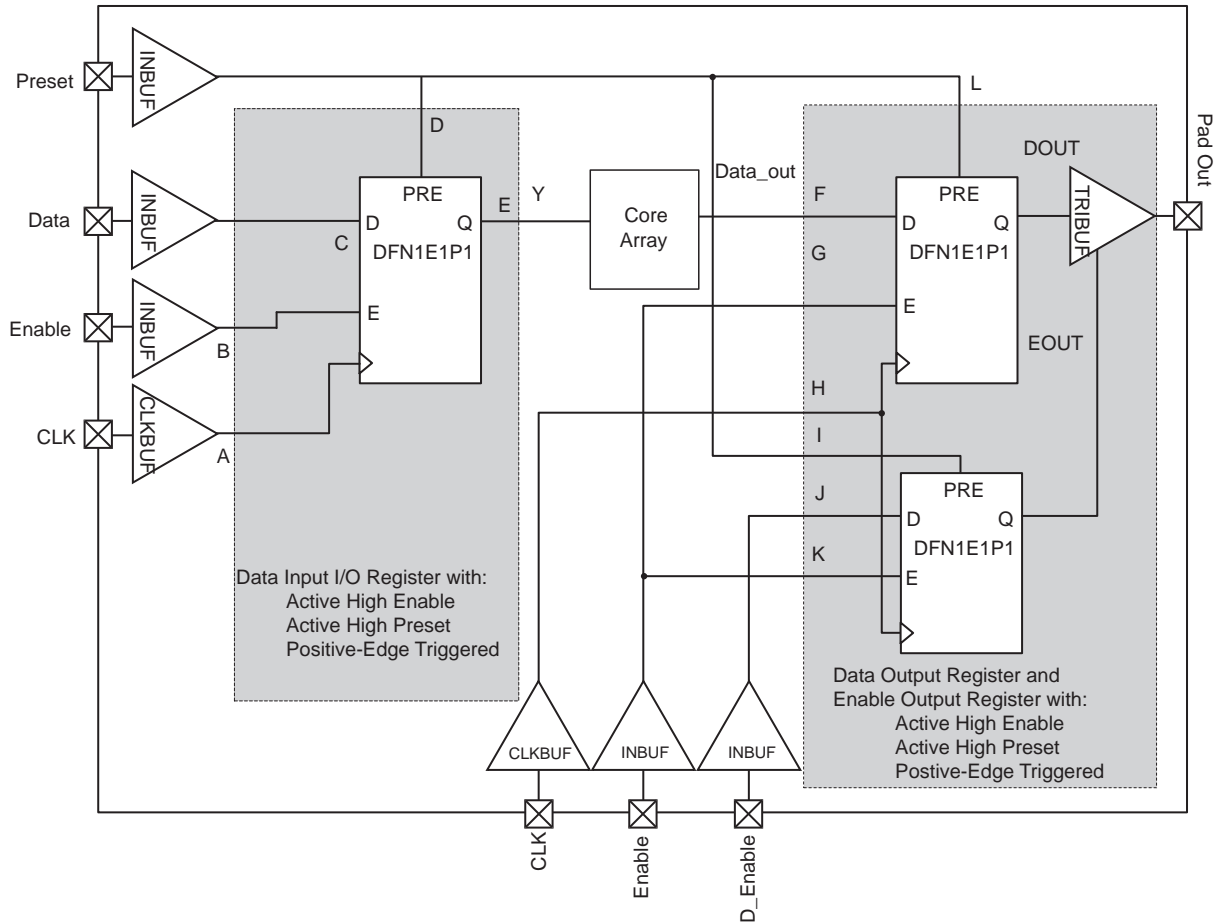 Preset
INBUF
L
D
Pad Out
DOUT
Data_out
PRE
PRE
TRIBUF
INBUF
E
Y
F
Core
Array
Data
D
Q
D
Q
C
DFN1E1P1
G
DFN1E1P1
INBUF
E
E
Enable
B
EOUT
H
CLKBUF
CLK
A
I
PRE
J
D
Q
DFN1E1P1
K
E
Data Input I/O Register with:
Active High Enable
Active High Preset
Positive-Edge Triggered
Data Output Register and
Enable Output Register with:
Active High Enable
Active High Preset
Postive-Edge Triggered
CLKBUF
INBUF
INBUF
CLK
Enable
D_Enable